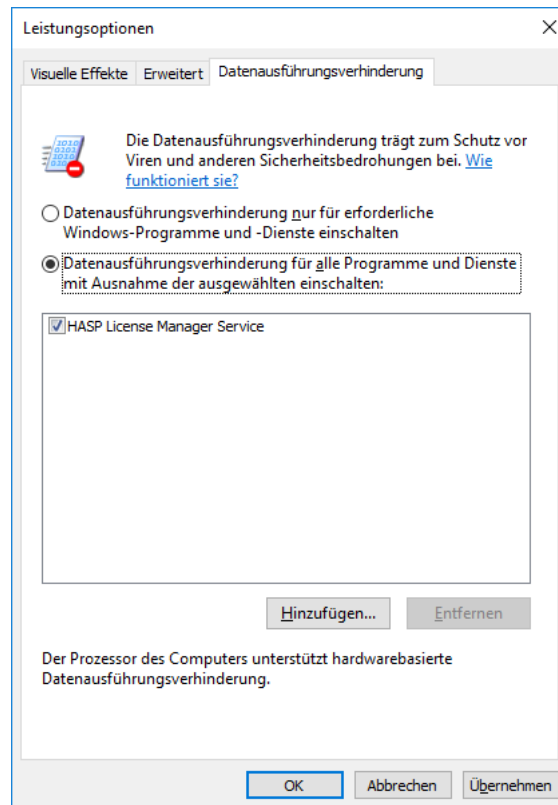 Leistungsoptionen
Visuelle Effekte Erweitert Datenausführungsverhinderung
Die Datenausführungsverhinderung trägt zum Schutz vor
Viren und anderen Sicherheitsbedrohungen bei. Wie
funktioniert sie?
Datenausführungsverhinderung nur für erforderliche
Windows-Programme und -Dienste einschalten
Datenausführungsverhinderung für alle Programme und Dienste
mit Ausnahme der ausgewählten einschalten:
HASP License Manager Service
Hinzufügen... Entfernen
Der Prozessor des Computers unterstützt hardwarebasierte
Datenausführungsverhinderung.
OK Abbrechen Übernehmen